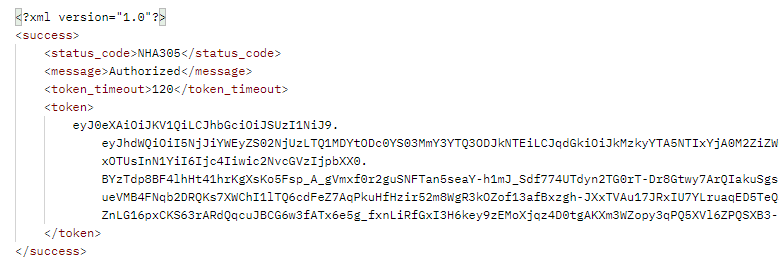 <?xml version="1.0"?>
<success>
<status_code>NHA305</status_code>
<message>Authorized</message>
<token_timeout>120</token_timeout>
<token>
eyJ0eXAiOiJKV1QiLCJhbGciOiJSUzI1NiJ9.
eyJhdWQiOiI5NjJiYWEyZS02NjUzLTQ1MDYtODc0YS03MmY3YTQ3ODJkNTEiLCJqdGkiOiJkMzkyYTA5NTIxYjA0M2ZiZW
xOTUsInN1YiI6Ijc4Iiwic2NvcGVzIjpbXX0.
BYzTdp8BF4lhHt41hrKgXsKo5Fsp_A_gVmxf0r2guSNFTan5seaY-h1mJ_Sdf774UTdyn2TG0rT-Dr8Gtwy7ArQIakuSgs
ueVMB4FNqb2DRQKs7XWChI1lTQ6cdFeZ7AqPkuHfHzir52m8WgR3kOZof13afBxzgh-JXxTVAu17JRxIU7YLruaqED5TeQ
ZnLG16pxCKS63rARdQqcuJBCG6w3fATx6e5g_fxnLiRfGxI3H6key9zEMoXjqz4D0tgAKXm3WZopy3qPQ5XVl6ZPQSXB3-
</token>
</success>